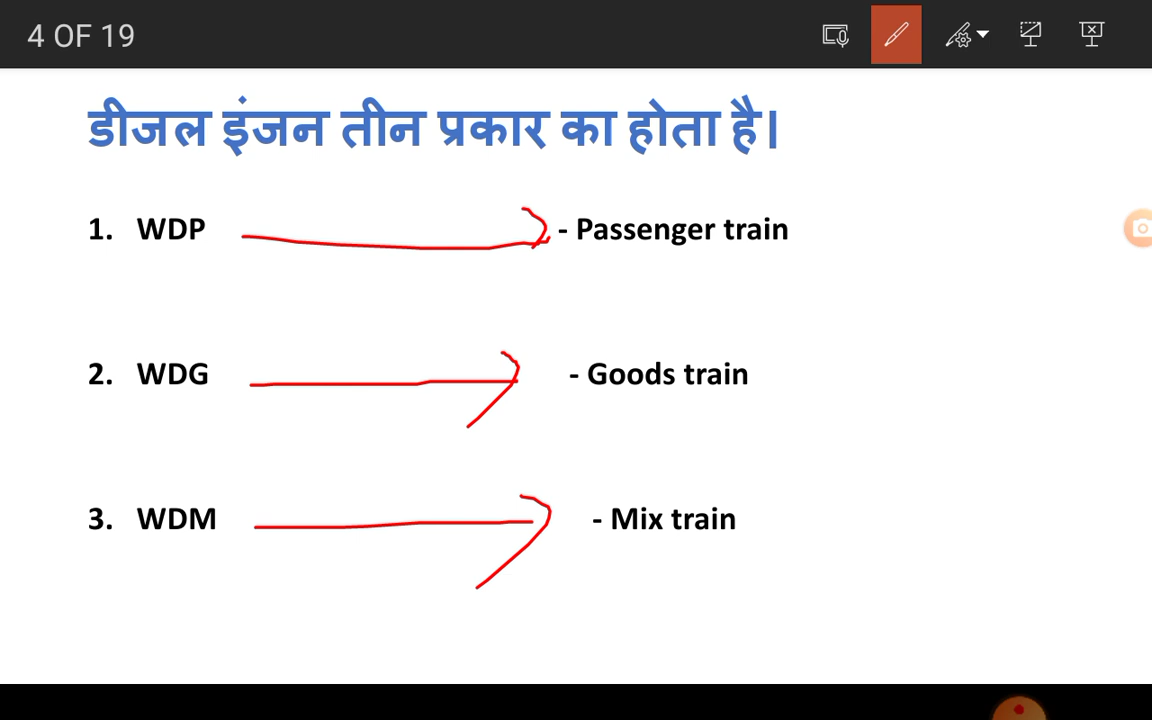 4 OF 19
डीजल इंजन तीन प्रकार का होता है।
1. WDP - Passenger train
2. WDG - Goods train
3. WDM - Mix train